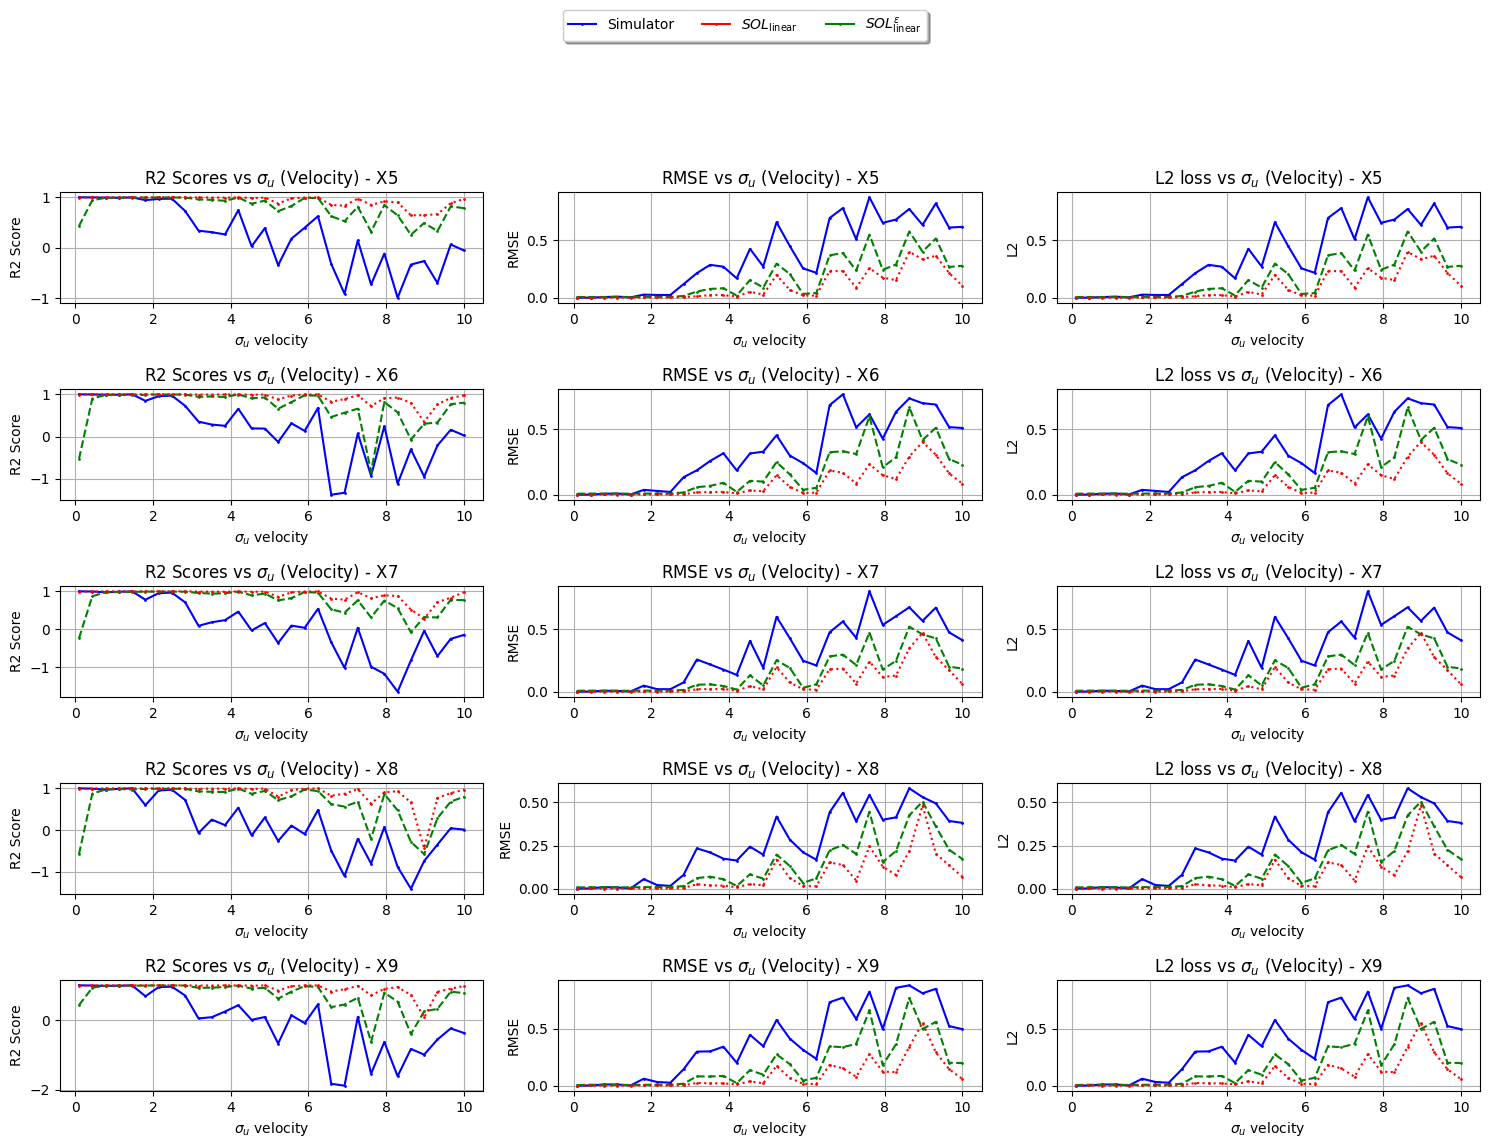 Simulator SOL_linear SOL^ε_linear
R2 Scores vs σ_u (Velocity) - X5 RMSE vs σ_u (Velocity) - X5 L2 loss vs σ_u (Velocity) - X5
R2 Score RMSE L2
1 0.5 0.5
0 0.0 0.0
−1
0 2 4 6 8 10 0 2 4 6 8 10 0 2 4 6 8 10
σ_u velocity σ_u velocity σ_u velocity
R2 Scores vs σ_u (Velocity) - X6 RMSE vs σ_u (Velocity) - X6 L2 loss vs σ_u (Velocity) - X6
R2 Score RMSE L2
1 0.5 0.5
0 0.0 0.0
−1
0 2 4 6 8 10 0 2 4 6 8 10 0 2 4 6 8 10
σ_u velocity σ_u velocity σ_u velocity
R2 Scores vs σ_u (Velocity) - X7 RMSE vs σ_u (Velocity) - X7 L2 loss vs σ_u (Velocity) - X7
R2 Score RMSE L2
1 0.5 0.5
0 0.0 0.0
−1
0 2 4 6 8 10 0 2 4 6 8 10 0 2 4 6 8 10
σ_u velocity σ_u velocity σ_u velocity
R2 Scores vs σ_u (Velocity) - X8 RMSE vs σ_u (Velocity) - X8 L2 loss vs σ_u (Velocity) - X8
R2 Score RMSE L2
1 0.50 0.50
0 0.25 0.25
−1 0.00 0.00
0 2 4 6 8 10 0 2 4 6 8 10 0 2 4 6 8 10
σ_u velocity σ_u velocity σ_u velocity
R2 Scores vs σ_u (Velocity) - X9 RMSE vs σ_u (Velocity) - X9 L2 loss vs σ_u (Velocity) - X9
R2 Score RMSE L2
0 0.5 0.5
−2 0.0 0.0
0 2 4 6 8 10 0 2 4 6 8 10 0 2 4 6 8 10
σ_u velocity σ_u velocity σ_u velocity